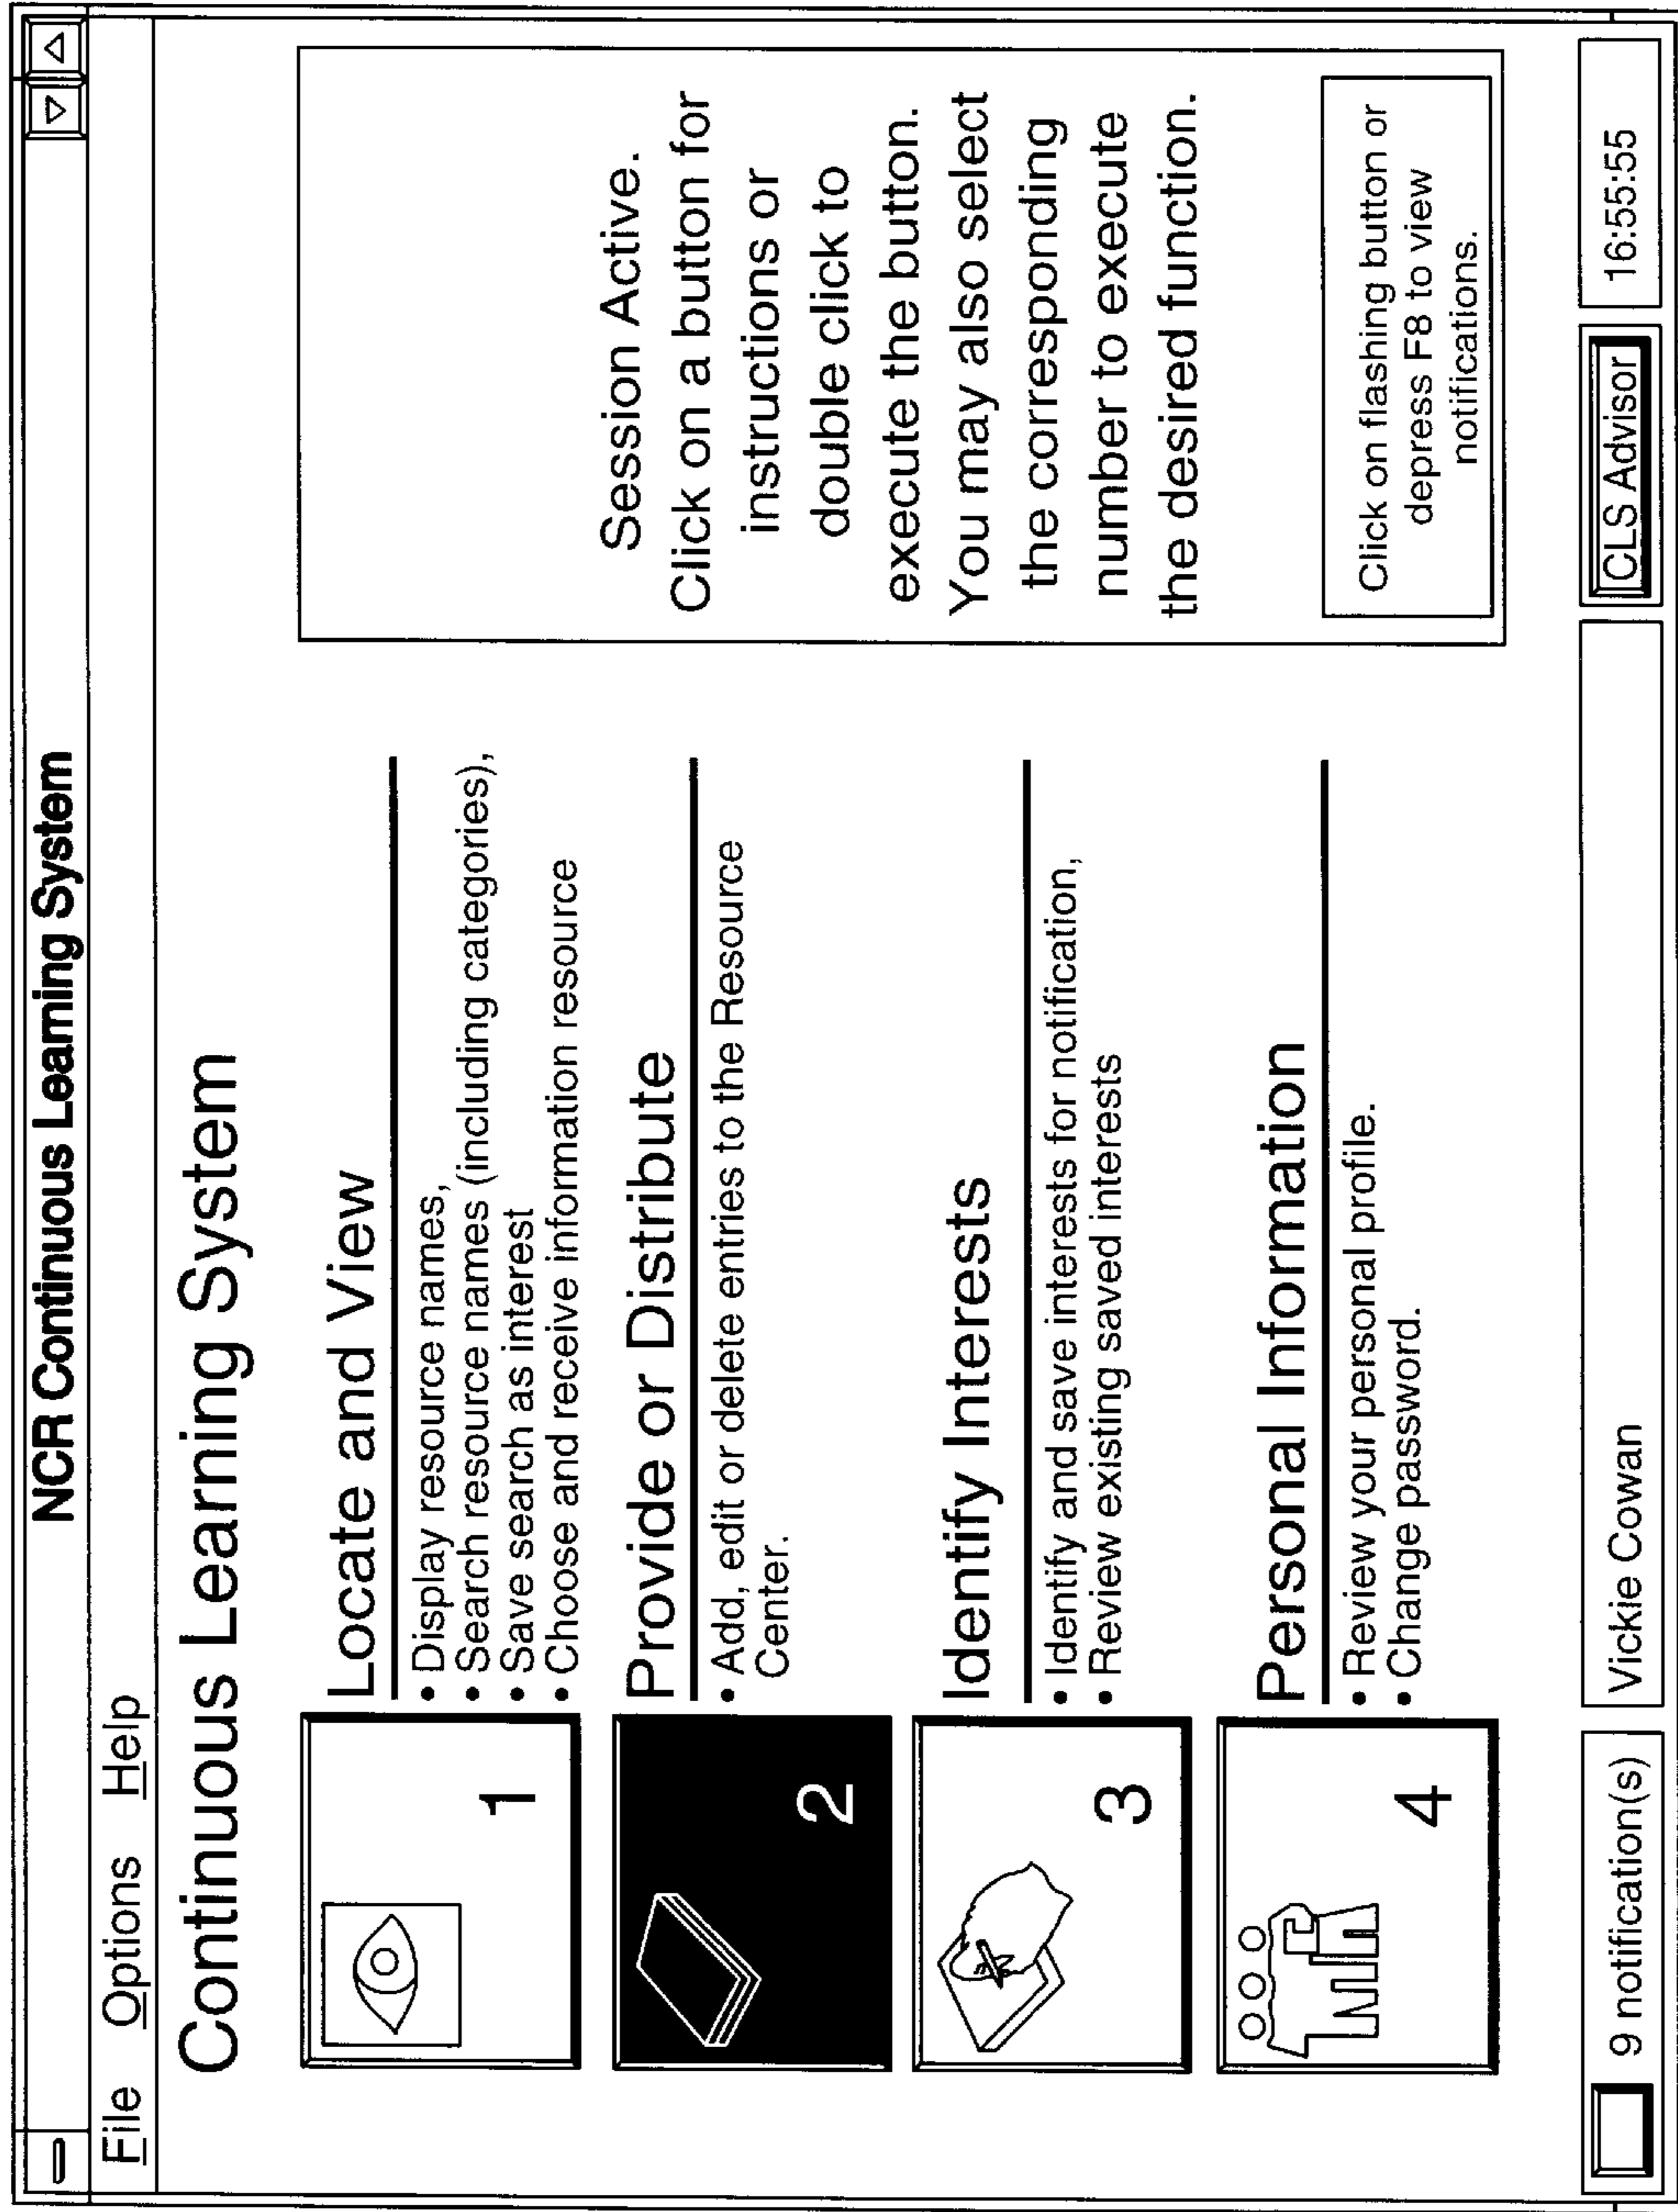 NCR Continuous Learning System
File Options Help
Continuous Learning System
1
Locate and View
• Display resource names,
• Search resource names (including categories),
• Save search as interest
• Choose and receive information resource
2
Provide or Distribute
• Add, edit or delete entries to the Resource
Center.
3
Identify Interests
• Identify and save interests for notification,
• Review existing saved interests
4
Personal Information
• Review your personal profile.
• Change password.
Session Active.
Click on a button for
instructions or
double click to
execute the button.
You may also select
the corresponding
number to execute
the desired function.
Click on flashing button or
depress F8 to view
notifications.
9 notification(s)
Vickie Cowan
CLS Advisor
16:55:55